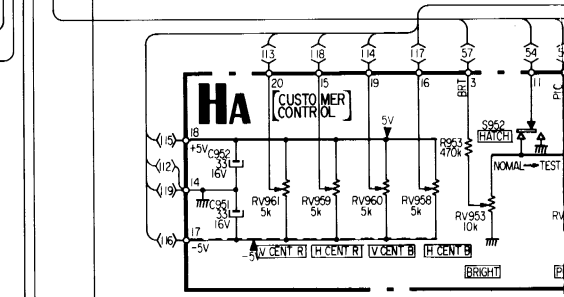 113 118 114 117 57 54
20 15 19 16 3 11
HA
CUSTOMER
CONTROL
BRT
PIC
5V
S952
HATCH
R953
470k
115 18
+5V
C952
33
16V
NOMAL→TEST
112
119 14
C951
33
16V
RV961
5k
RV959
5k
RV960
5k
RV958
5k
RV953
10k
RV
116 17
-5V
-5V
V CENT R
H CENT R
V CENT B
H CENT B
BRIGHT
P